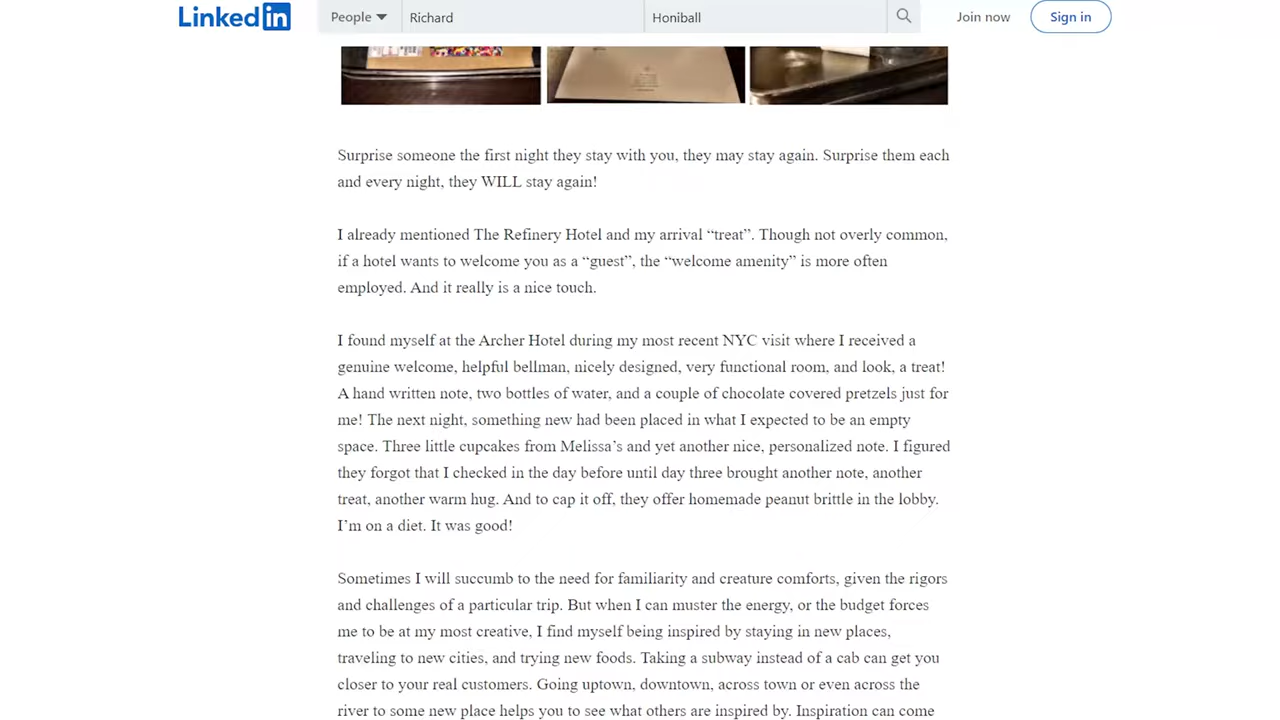 LinkedIn People Richard Honiball Join now Sign in
Surprise someone the first night they stay with you, they may stay again. Surprise them each
and every night, they WILL stay again!
I already mentioned The Refinery Hotel and my arrival “treat”. Though not overly common,
if a hotel wants to welcome you as a “guest”, the “welcome amenity” is more often
employed. And it really is a nice touch.
I found myself at the Archer Hotel during my most recent NYC visit where I received a
genuine welcome, helpful bellman, nicely designed, very functional room, and look, a treat!
A hand written note, two bottles of water, and a couple of chocolate covered pretzels just for
me! The next night, something new had been placed in what I expected to be an empty
space. Three little cupcakes from Melissa’s and yet another nice, personalized note. I figured
they forgot that I checked in the day before until day three brought another note, another
treat, another warm hug. And to cap it off, they offer homemade peanut brittle in the lobby.
I’m on a diet. It was good!
Sometimes I will succumb to the need for familiarity and creature comforts, given the rigors
and challenges of a particular trip. But when I can muster the energy, or the budget forces
me to be at my most creative, I find myself being inspired by staying in new places,
traveling to new cities, and trying new foods. Taking a subway instead of a cab can get you
closer to your real customers. Going uptown, downtown, across town or even across the
river to some new place helps you to see what others are inspired by. Inspiration can come